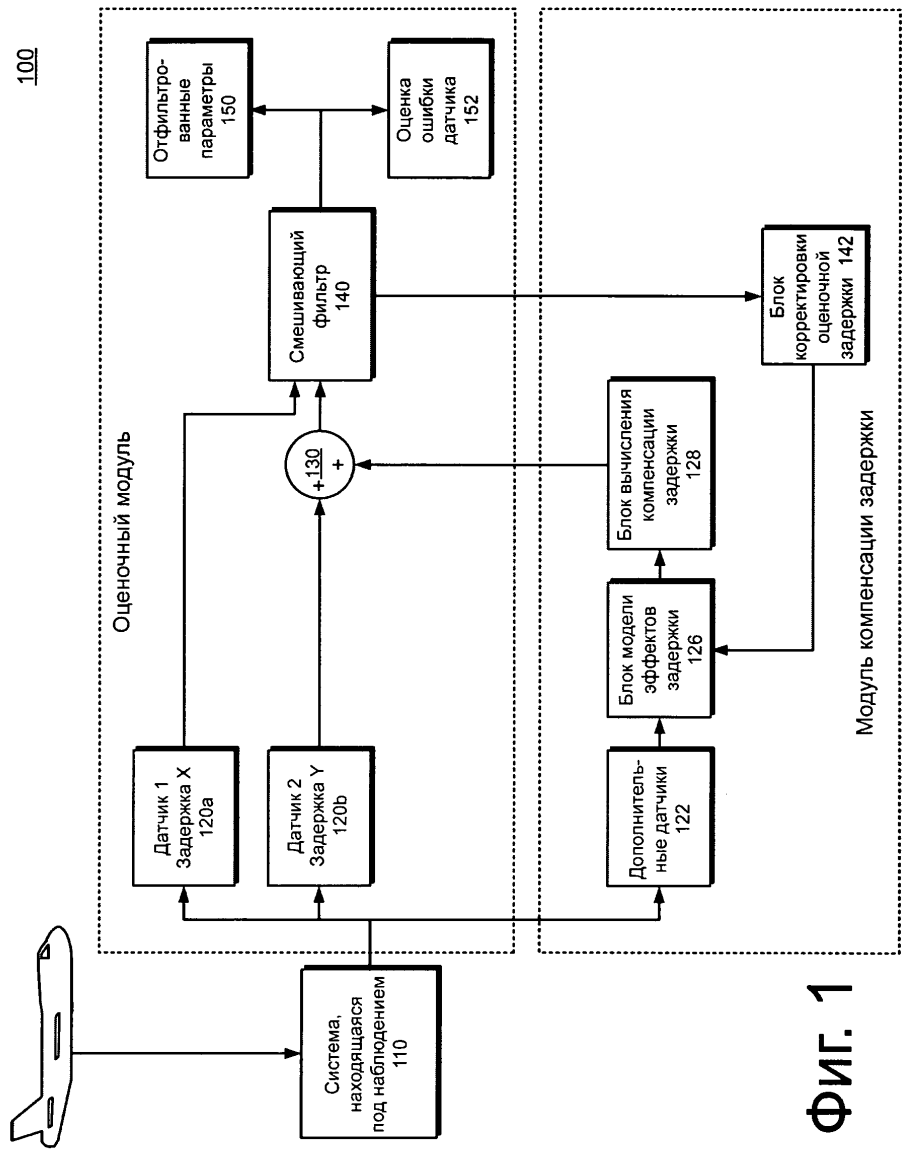 100
Оценочный модуль
Система,
находящаяся
под наблюдением
110
Датчик 1
Задержка X
120a
Датчик 2
Задержка Y
120b
+ 130
+
Смешивающий
фильтр
140
Отфильтро-
ванные
параметры
150
Оценка
ошибки
датчика
152
Дополнитель-
ные датчики
122
Блок модели
эффектов
задержки
126
Блок вычисления
компенсации
задержки
128
Блок
корректировки
оценочной
задержки 142
Модуль компенсации задержки
Фиг. 1